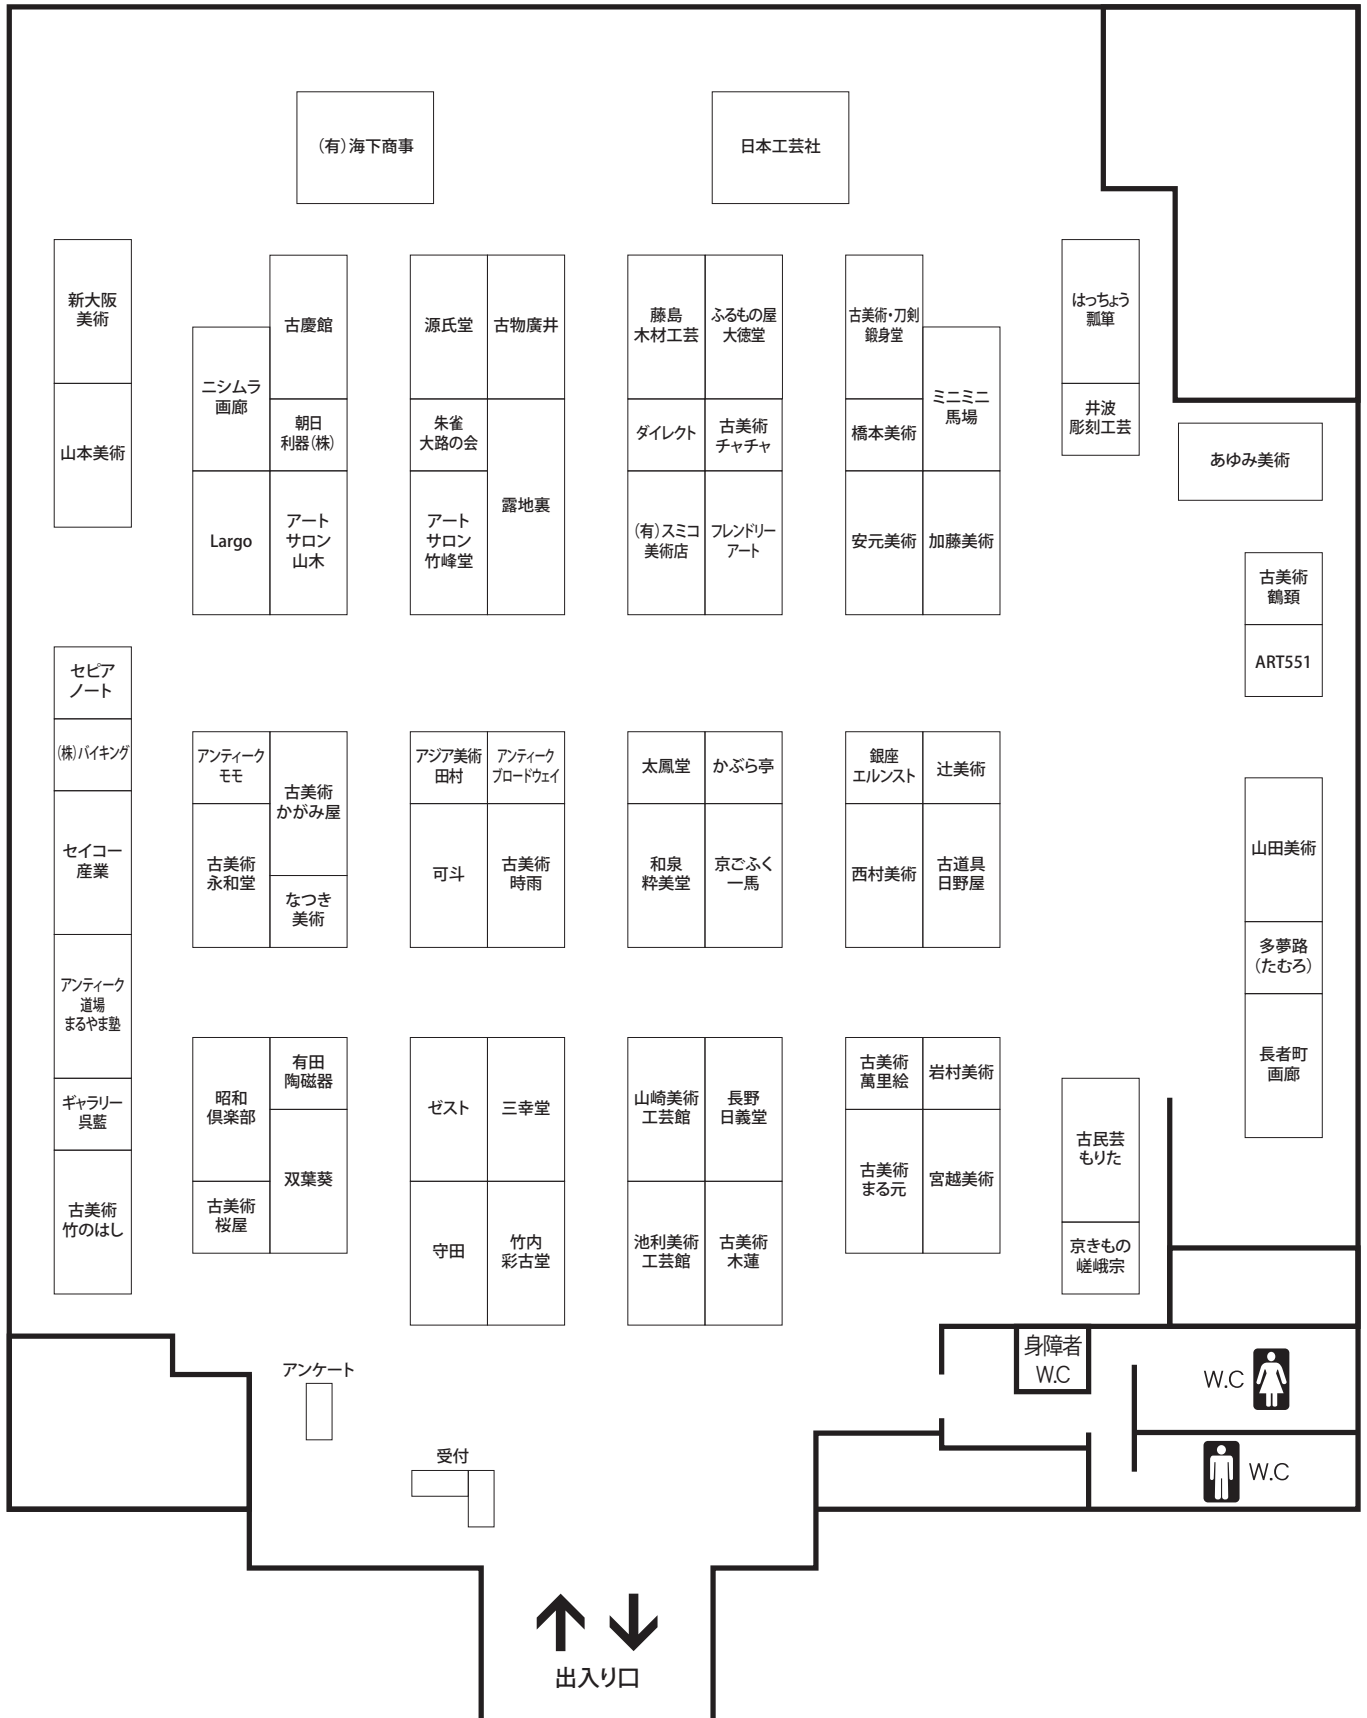 (有)海下商事
日本工芸社
新大阪
美術
山本美術
古慶館
ニシムラ
画廊
朝日
利器(株)
Largo
アート
サロン
山木
源氏堂
古物廣井
朱雀
大路の会
露地裏
アート
サロン
竹峰堂
藤島
木材工芸
ふるもの屋
大徳堂
ダイレクト
古美術
チャチャ
(有)スミコ
美術店
フレンドリー
アート
古美術・刀剣
鍛身堂
ミニミニ
馬場
橋本美術
安元美術
加藤美術
はっちょう
瓢箪
井波
彫刻工芸
あゆみ美術
古美術
鶴頚
ART551
セピア
ノート
(株)バイキング
セイコー
産業
アンティーク
道場
まるやま塾
ギャラリー
呉藍
古美術
竹のはし
アンティーク
モモ
古美術
かがみ屋
古美術
永和堂
なつき
美術
アジア美術
田村
アンティーク
ブロードウェイ
可斗
古美術
時雨
太鳳堂
かぶら亭
和泉
粋美堂
京ごふく
一馬
銀座
エルンスト
辻美術
西村美術
古道具
日野屋
山田美術
多夢路
(たむろ)
長者町
画廊
昭和
倶楽部
有田
陶磁器
双葉葵
古美術
桜屋
ゼスト
三幸堂
守田
竹内
彩古堂
山崎美術
工芸館
長野
日義堂
池利美術
工芸館
古美術
木蓮
古美術
萬里絵
岩村美術
古美術
まる元
宮越美術
古民芸
もりた
京きもの
嵯峨宗
アンケート
受付
身障者
W.C
W.C
W.C
出入り口